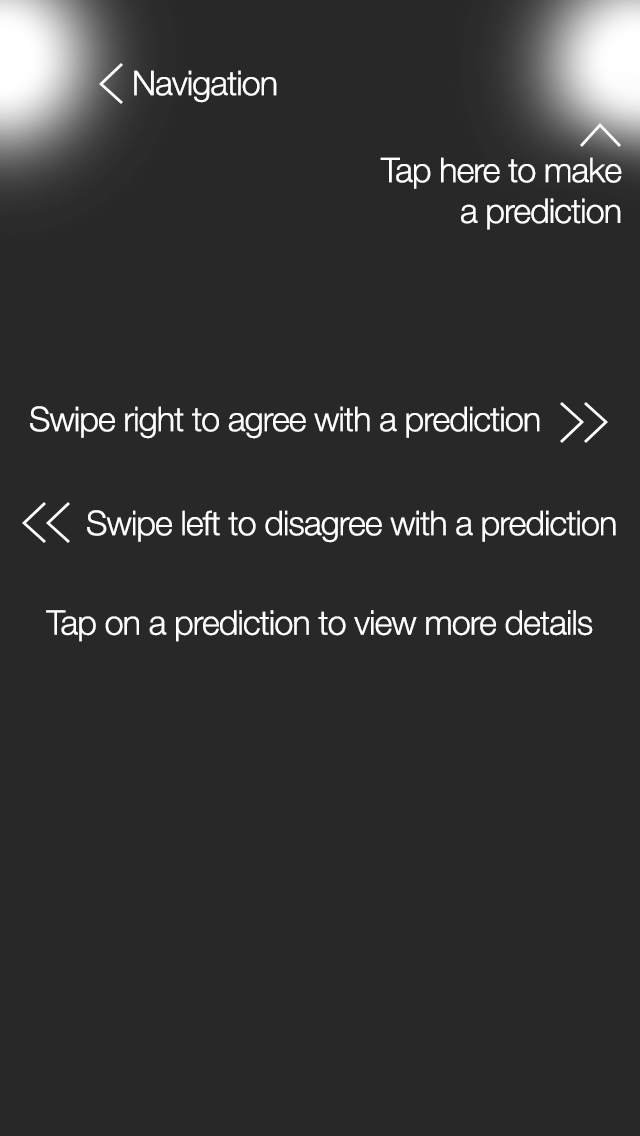 Navigation
Tap here to make
a prediction
Swipe right to agree with a prediction
Swipe left to disagree with a prediction
Tap on a prediction to view more details